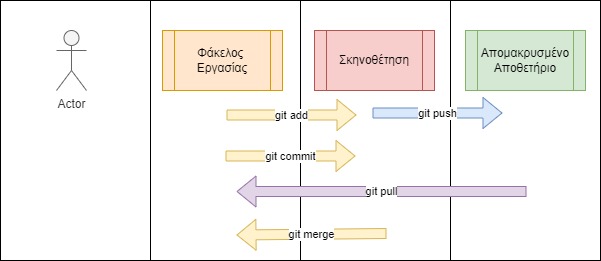 Actor
Φάκελος
Εργασίας
Σκηνοθέτηση
Απομακρυσμένο
Αποθετήριο
git add
git push
git commit
git pull
git merge